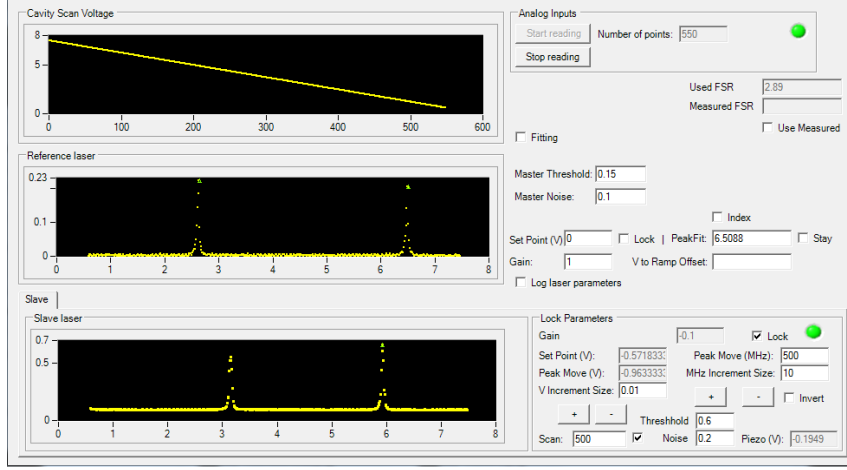 Cavity Scan Voltage
8
5
0
0 100 200 300 400 500 600
Analog Inputs
Start reading Number of points: 550
Stop reading
Used FSR 2.89
Measured FSR
Use Measured
Fitting
Reference laser
0.23
0.1
0
0 1 2 3 4 5 6 7 8
Master Threshold: 0.15
Master Noise: 0.1
Index
Set Point (V) 0 Lock | PeakFit: 6.5088 Stay
Gain: 1 V to Ramp Offset:
Log laser parameters
Slave
Slave laser
0.7
0.5
0
0 1 2 3 4 5 6 7 8
Lock Parameters
Gain -0.1 Lock
Set Point (V): -0.571833 Peak Move (MHz): 500
Peak Move (V): -0.963333 MHz Increment Size: 10
V Increment Size: 0.01
+ - Invert
+ - Threshhold 0.6
Scan: 500 Noise 0.2 Piezo (V): -0.1949